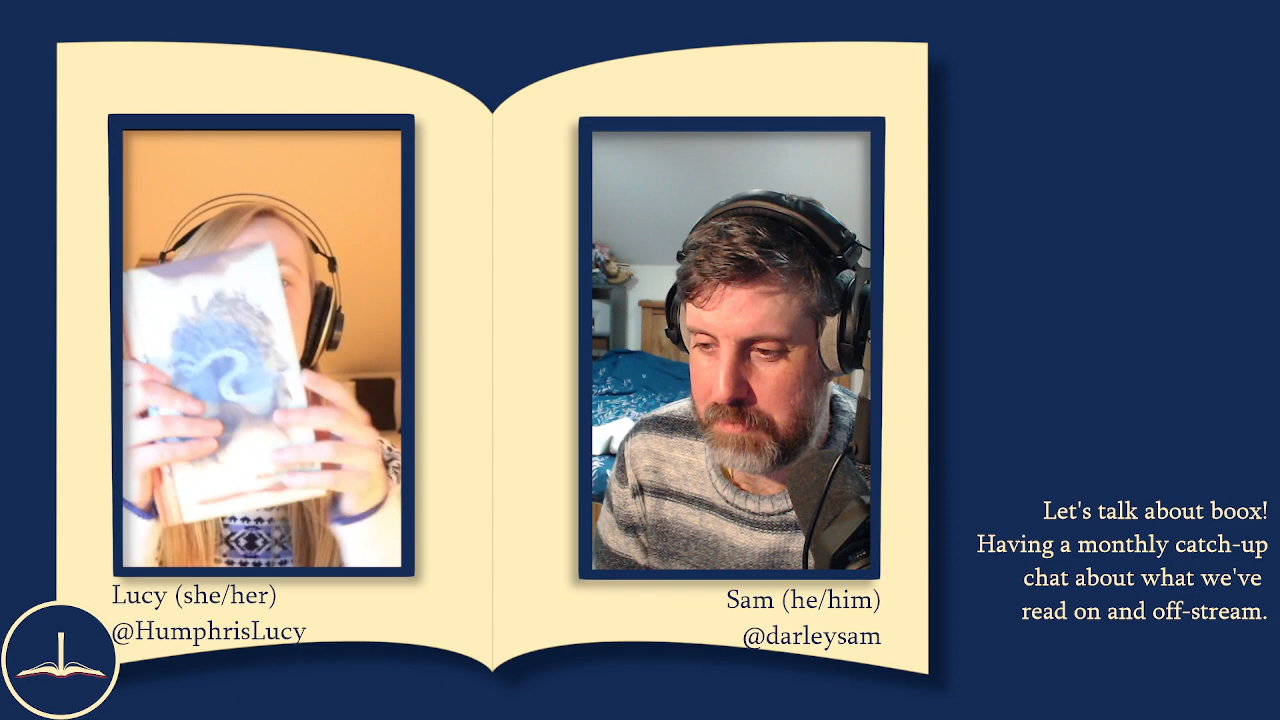 Lucy (she/her)
@HumphrisLucy
Sam (he/him)
@darleysam
Let's talk about boox!
Having a monthly catch-up
chat about what we've
read on and off-stream.